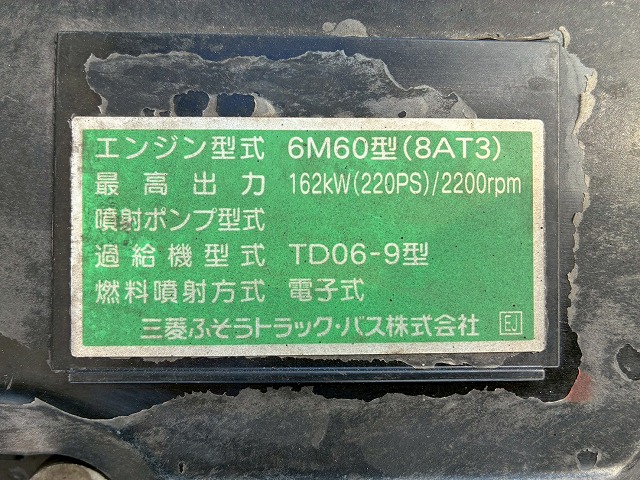 エンジン型式 6M60型(8AT3)
最高出力 162kW(220PS)/2200rpm
噴射ポンプ型式
過給機型式 TD06-9型
燃料噴射方式 電子式
三菱ふそうトラック・バス株式会社 EJ